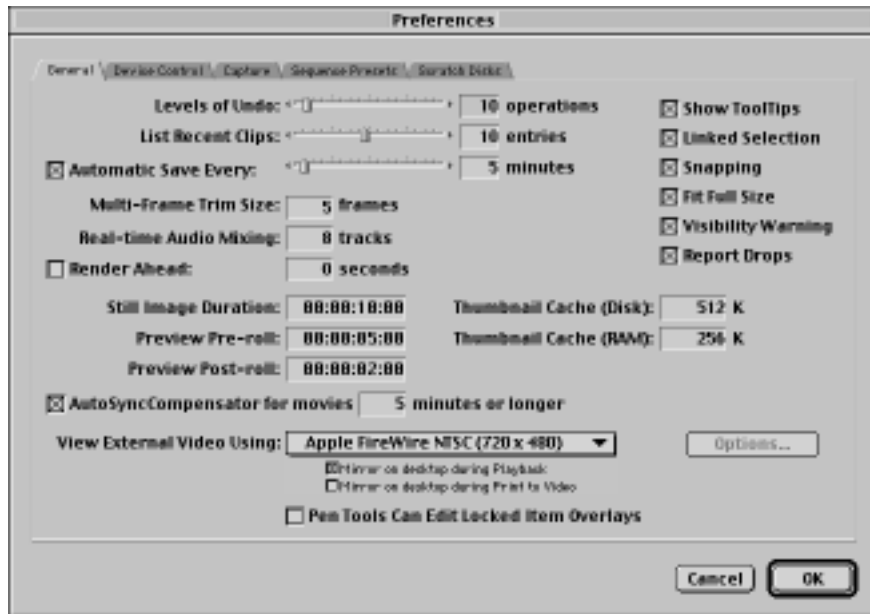 Preferences
General Device Control Capture Sequence Presets Scratch Disks
Levels of Undo: 10 operations
List Recent Clips: 10 entries
Automatic Save Every: 5 minutes
Multi-Frame Trim Size: 5 frames
Real-time Audio Mixing: 8 tracks
Render Ahead: 0 seconds
Show ToolTips
Linked Selection
Snapping
Fit Full Size
Visibility Warning
Report Drops
Still Image Duration: 00:00:10:00
Preview Pre-roll: 00:00:05:00
Preview Post-roll: 00:00:02:00
Thumbnail Cache (Disk): 512 K
Thumbnail Cache (RAM): 256 K
AutoSyncCompensator for movies 5 minutes or longer
View External Video Using: Apple FireWire NTSC (720 x 480) Options...
Mirror on desktop during Playback
Mirror on desktop during Print to Video
Pen Tools Can Edit Locked Item Overlays
Cancel OK